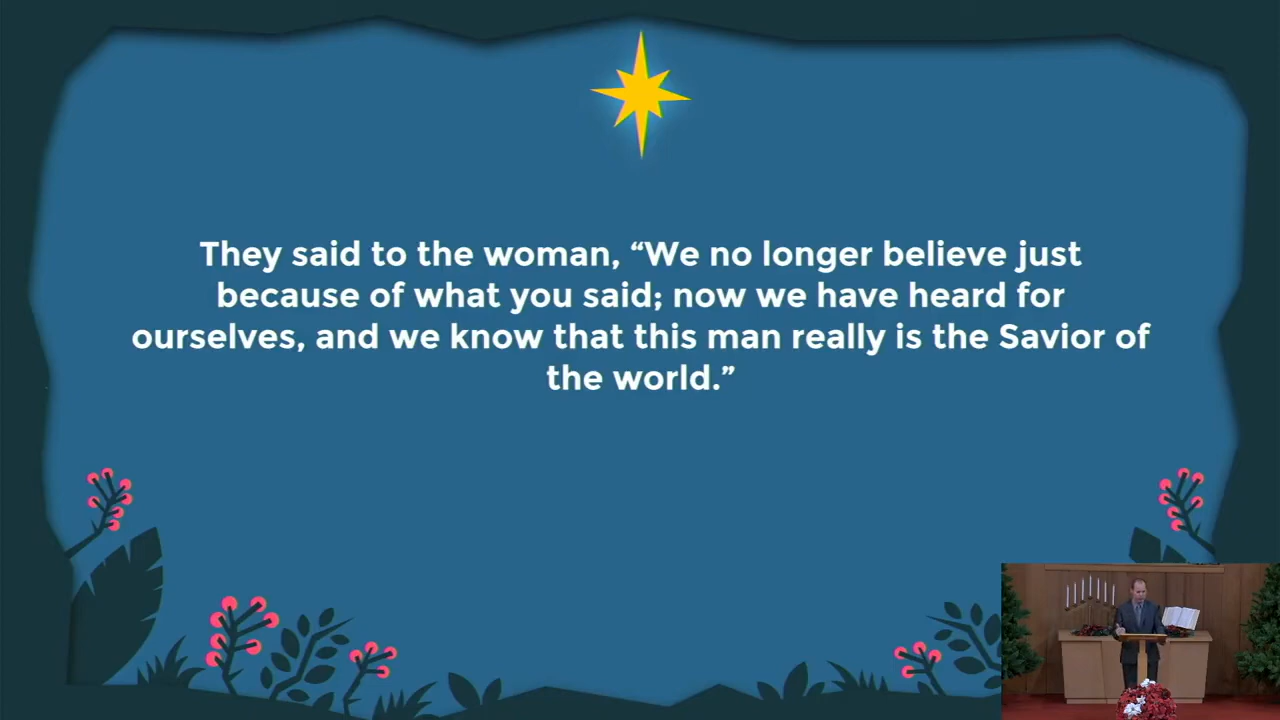 They said to the woman, “We no longer believe just
because of what you said; now we have heard for
ourselves, and we know that this man really is the Savior of
the world.”